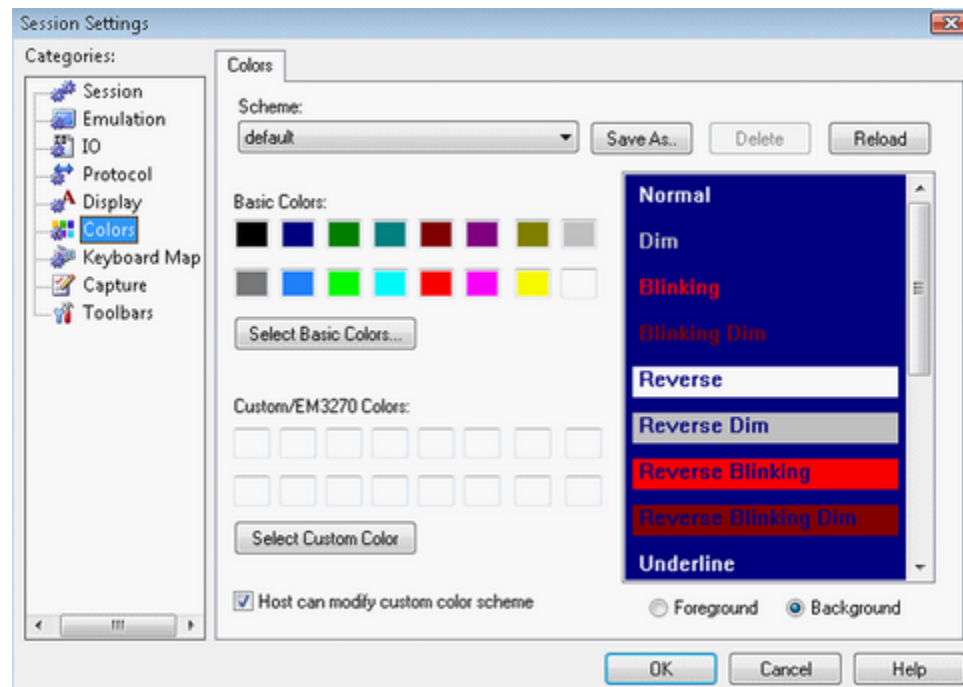 Session Settings
Categories:
Session
Emulation
IO
Protocol
Display
Colors
Keyboard Map
Capture
Toolbars
Colors
Scheme:
default
Save As..
Delete
Reload
Basic Colors:
Select Basic Colors...
Custom/EM3270 Colors:
Select Custom Color
Host can modify custom color scheme
Normal
Dim
Blinking
Blinking Dim
Reverse
Reverse Dim
Reverse Blinking
Reverse Blinking Dim
Underline
Foreground
Background
OK
Cancel
Help